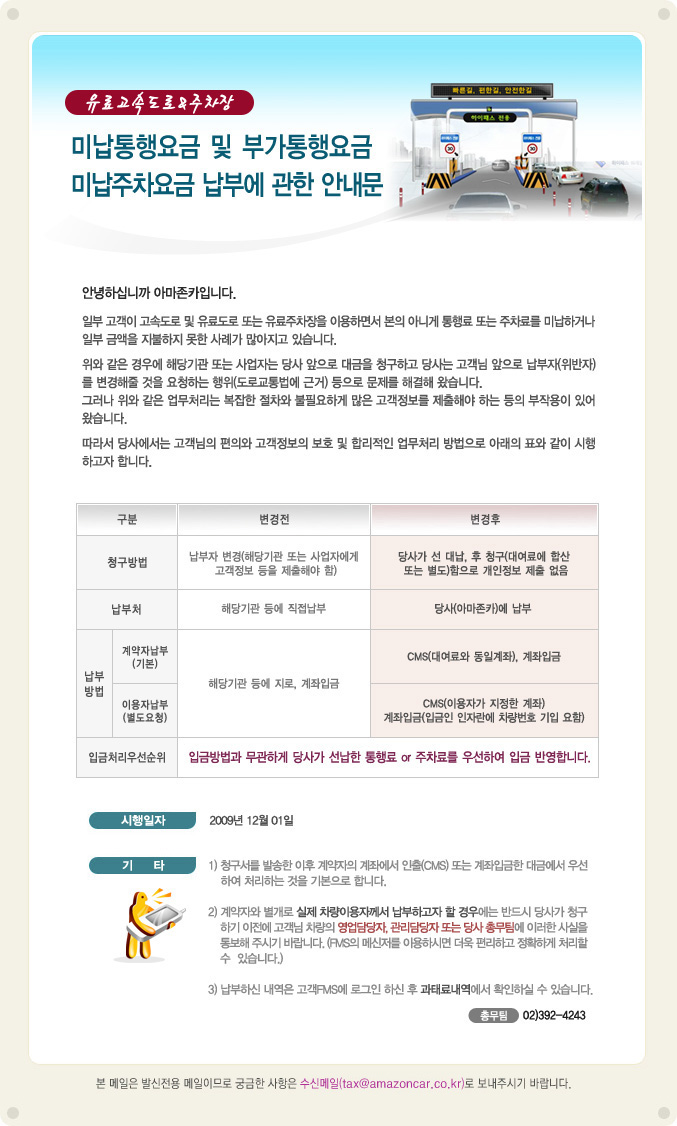 유료고속도로&주차장
빠른길, 편한길, 안전한길
하이패스 전용
30
30
미납통행요금 및 부가통행요금
미납주차요금 납부에 관한 안내문
안녕하십니까 아마존카입니다.
일부 고객이 고속도로 및 유료도로 또는 유료주차장을 이용하면서 본의 아니게 통행료 또는 주차료를 미납하거나
일부 금액을 지불하지 못한 사례가 많아지고 있습니다.
위와 같은 경우에 해당기관 또는 사업자는 당사 앞으로 대금을 청구하고 당사는 고객님 앞으로 납부자(위반자)
를 변경해줄 것을 요청하는 행위(도로교통법에 근거) 등으로 문제를 해결해 왔습니다.
그러나 위와 같은 업무처리는 복잡한 절차와 불필요하게 많은 고객정보를 제출해야 하는 등의 부작용이 있어
왔습니다.
따라서 당사에서는 고객님의 편의와 고객정보의 보호 및 합리적인 업무처리 방법으로 아래의 표와 같이 시행
하고자 합니다.
구분 변경전 변경후
청구방법 납부자 변경(해당기관 또는 사업자에게 고객정보 등을 제출해야 함) 당사가 선 대납, 후 청구(대여료에 합산 또는 별도)함으로 개인정보 제출 없음
납부처 해당기관 등에 직접납부 당사(아마존카)에 납부
납부
방법
계약자납부
(기본)
해당기관 등에 지로, 계좌입금
CMS(대여료와 동일계좌), 계좌입금
이용자납부
(별도요청)
CMS(이용자가 지정한 계좌)
계좌입금(입금인 인자란에 차량번호 기입 요함)
입금처리우선순위 입금방법과 무관하게 당사가 선납한 통행료 or 주차료를 우선하여 입금 반영합니다.
시행일자 2009년 12월 01일
기 타 1) 청구서를 발송한 이후 계약자의 계좌에서 인출(CMS) 또는 계좌입금한 대금에서 우선
하여 처리하는 것을 기본으로 합니다.
2) 계약자와 별개로 실제 차량이용자께서 납부하고자 할 경우에는 반드시 당사가 청구
하기 이전에 고객님 차량의 영업담당자, 관리담당자 또는 당사 총무팀에 이러한 사실을
통보해 주시기 바랍니다. (FMS의 메신저를 이용하시면 더욱 편리하고 정확하게 처리할
수 있습니다.)
3) 납부하신 내역은 고객FMS에 로그인 하신 후 과태료내역에서 확인하실 수 있습니다.
총무팀 02)392-4243
본 메일은 발신전용 메일이므로 궁금한 사항은 수신메일(tax@amazoncar.co.kr)로 보내주시기 바랍니다.